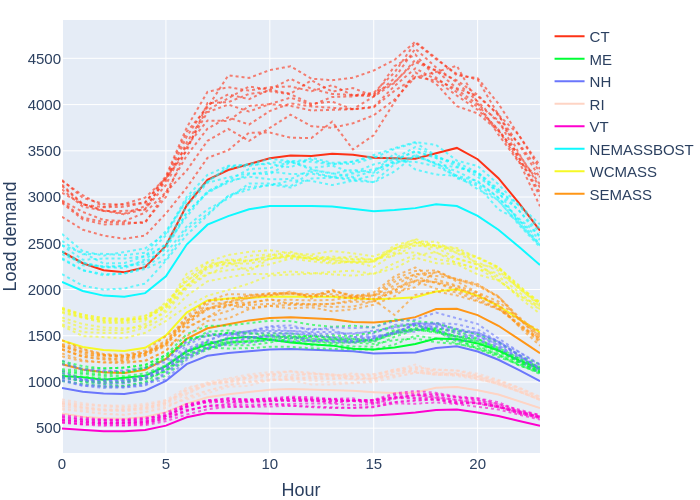 4500
4000
3500
3000
2500
2000
1500
1000
500
0
5
10
15
20
Hour
Load demand
CT
ME
NH
RI
VT
NEMASSBOST
WCMASS
SEMASS